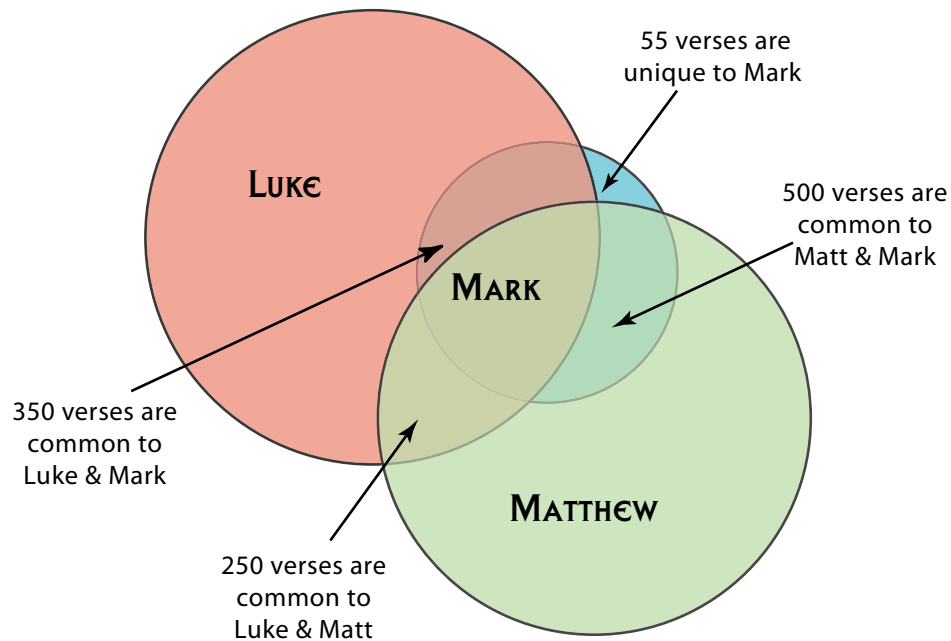 55 verses are
unique to Mark
LUKE
500 verses are
common to
Matt & Mark
MARK
350 verses are
common to
Luke & Mark
MATTHEW
250 verses are
common to
Luke & Matt